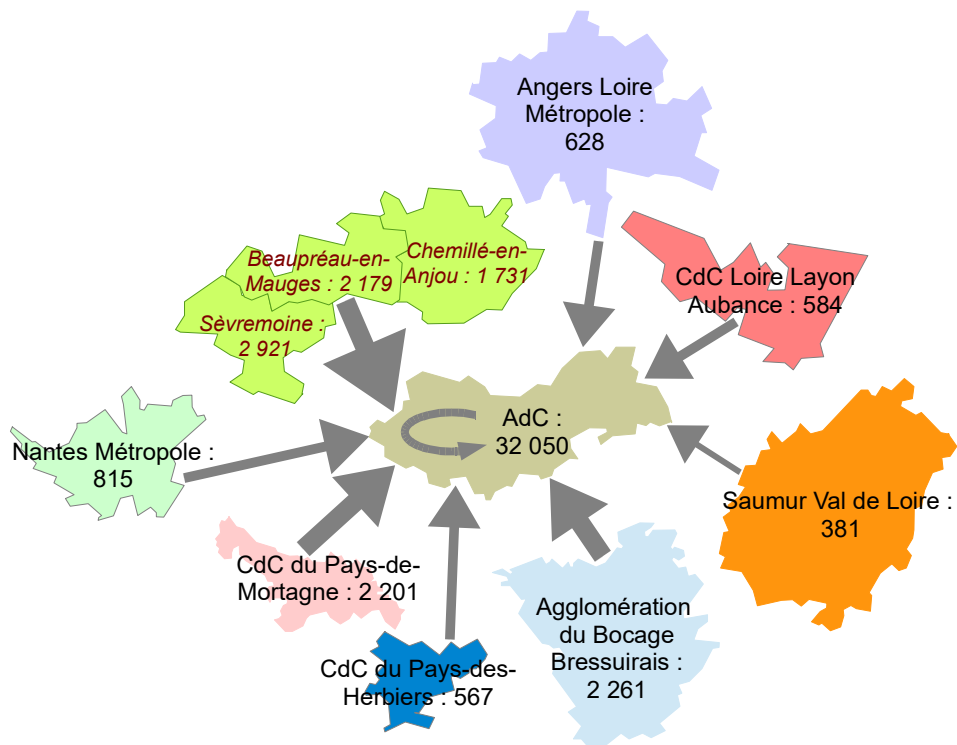 Angers Loire
Métropole :
628
Beaupréau-en-
Mauges : 2 179
Chemillé-en-
Anjou : 1 731
CdC Loire Layon
Aubance : 584
Sèvremoine :
2 921
AdC :
32 050
Nantes Métropole :
815
Saumur Val de Loire :
381
CdC du Pays-de-
Mortagne : 2 201
Agglomération
du Bocage
Bressuirais :
2 261
CdC du Pays-des-
Herbiers : 567